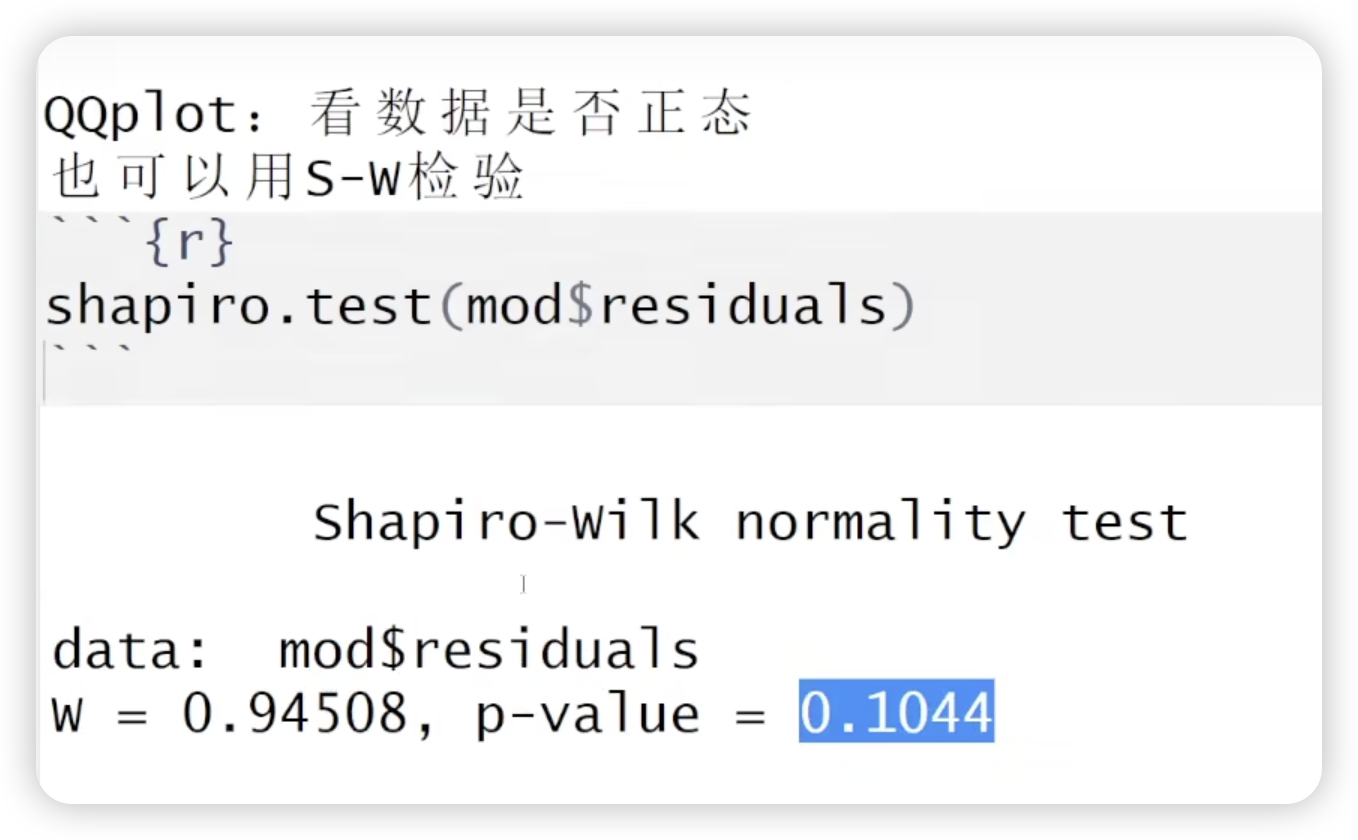 QQplot：看数据是否正态
也可以用S-W检验
```{r}
shapiro.test(mod$residuals)
```
Shapiro-Wilk normality test
data:  mod$residuals
W = 0.94508, p-value = 0.1044